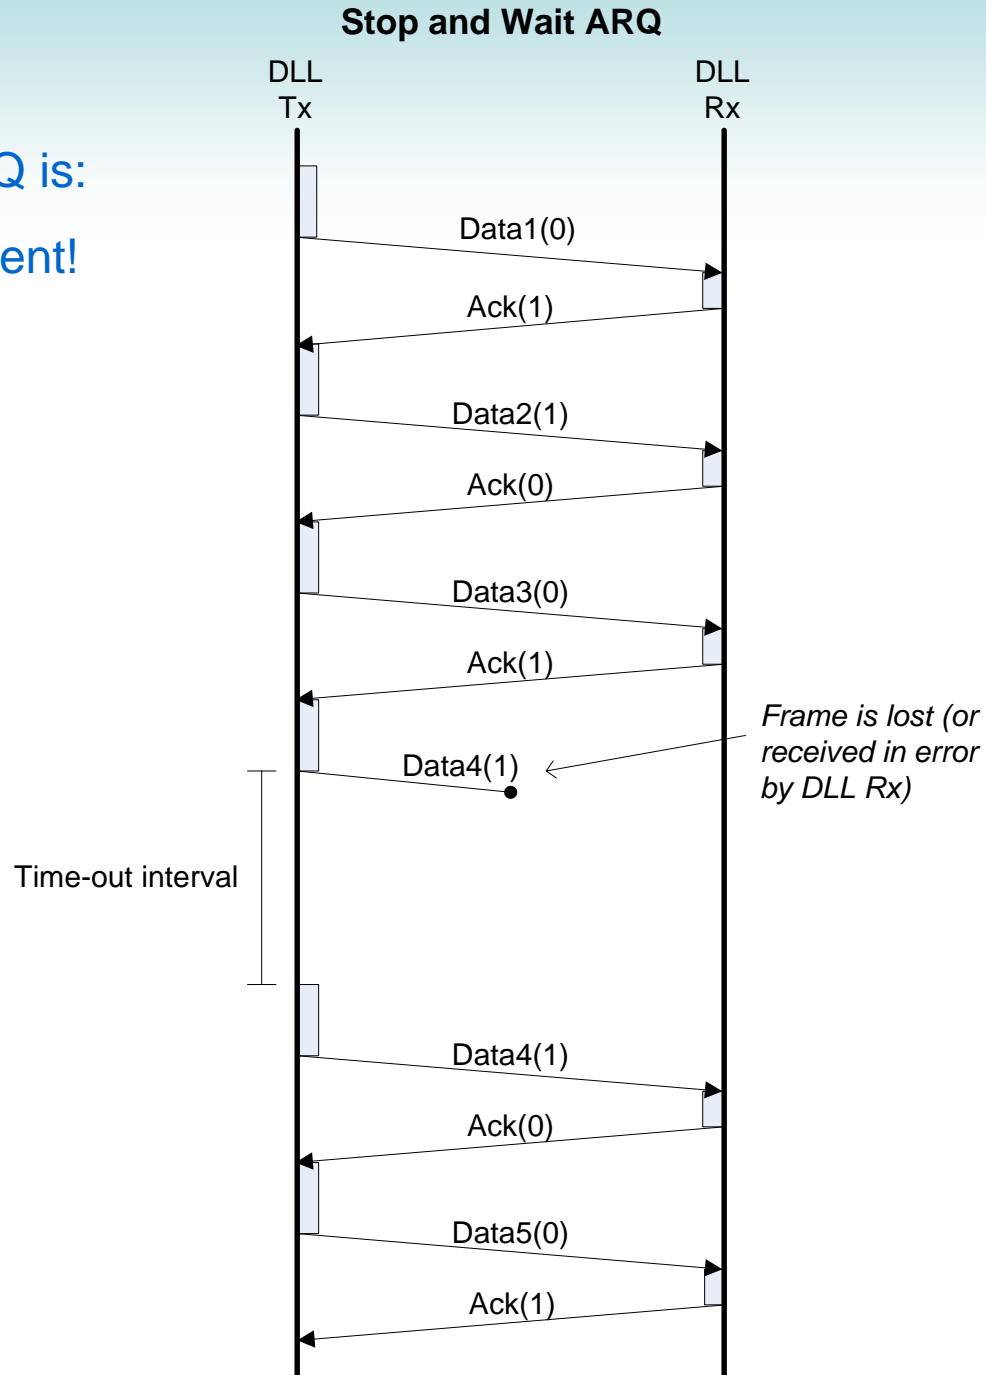 Stop and Wait ARQ
DLL
Tx
DLL
Rx
Q is:
ent!
Data1(0)
Ack(1)
Data2(1)
Ack(0)
Data3(0)
Ack(1)
Data4(1)
Frame is lost (or
received in error
by DLL Rx)
Time-out interval
Data4(1)
Ack(0)
Data5(0)
Ack(1)